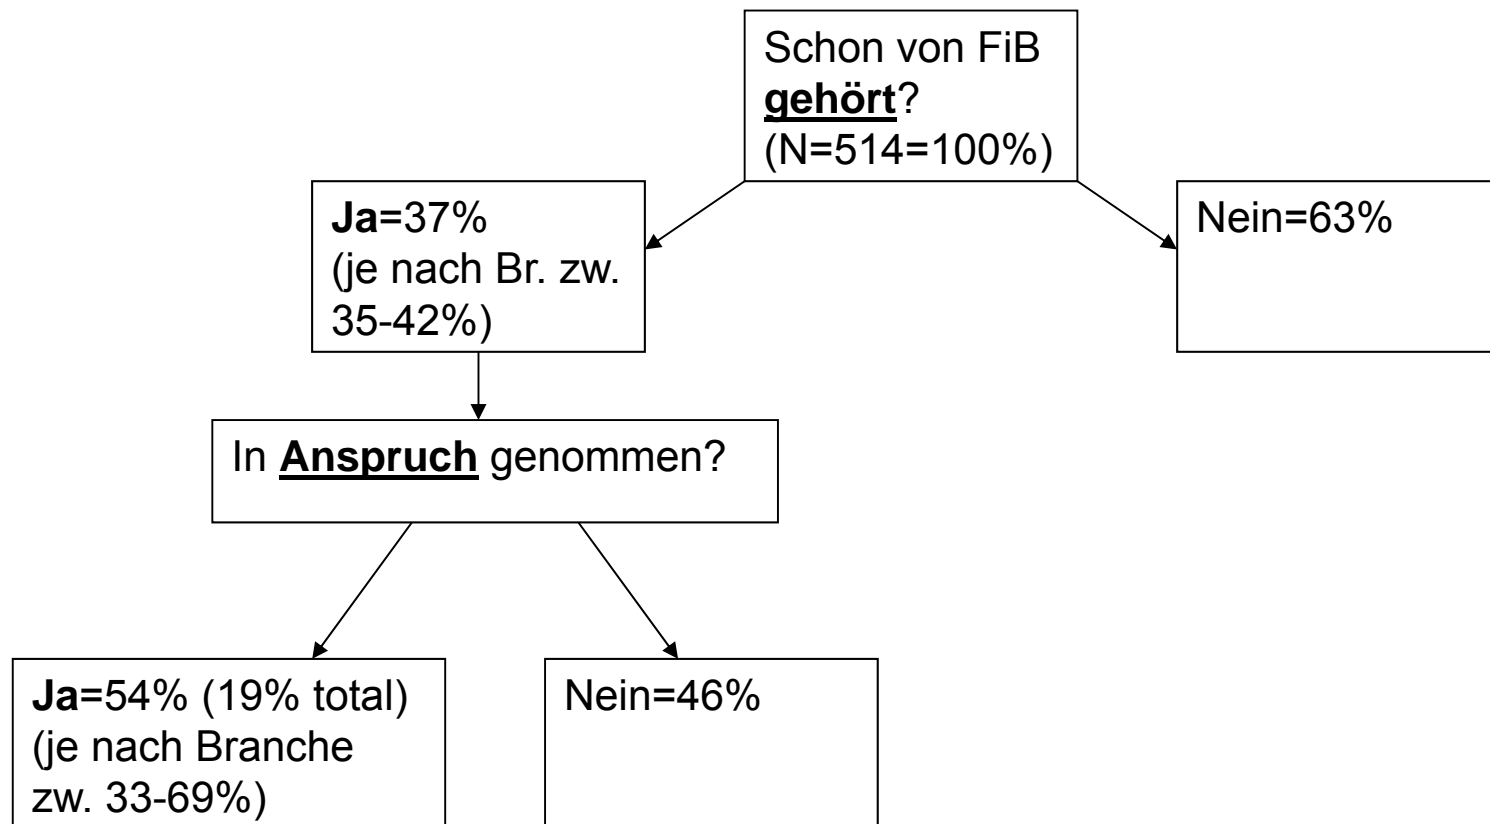 Schon von FiB
gehört?
(N=514=100%)
Ja=37%
(je nach Br. zw.
35-42%)
Nein=63%
In Anspruch genommen?
Ja=54% (19% total)
(je nach Branche
zw. 33-69%)
Nein=46%